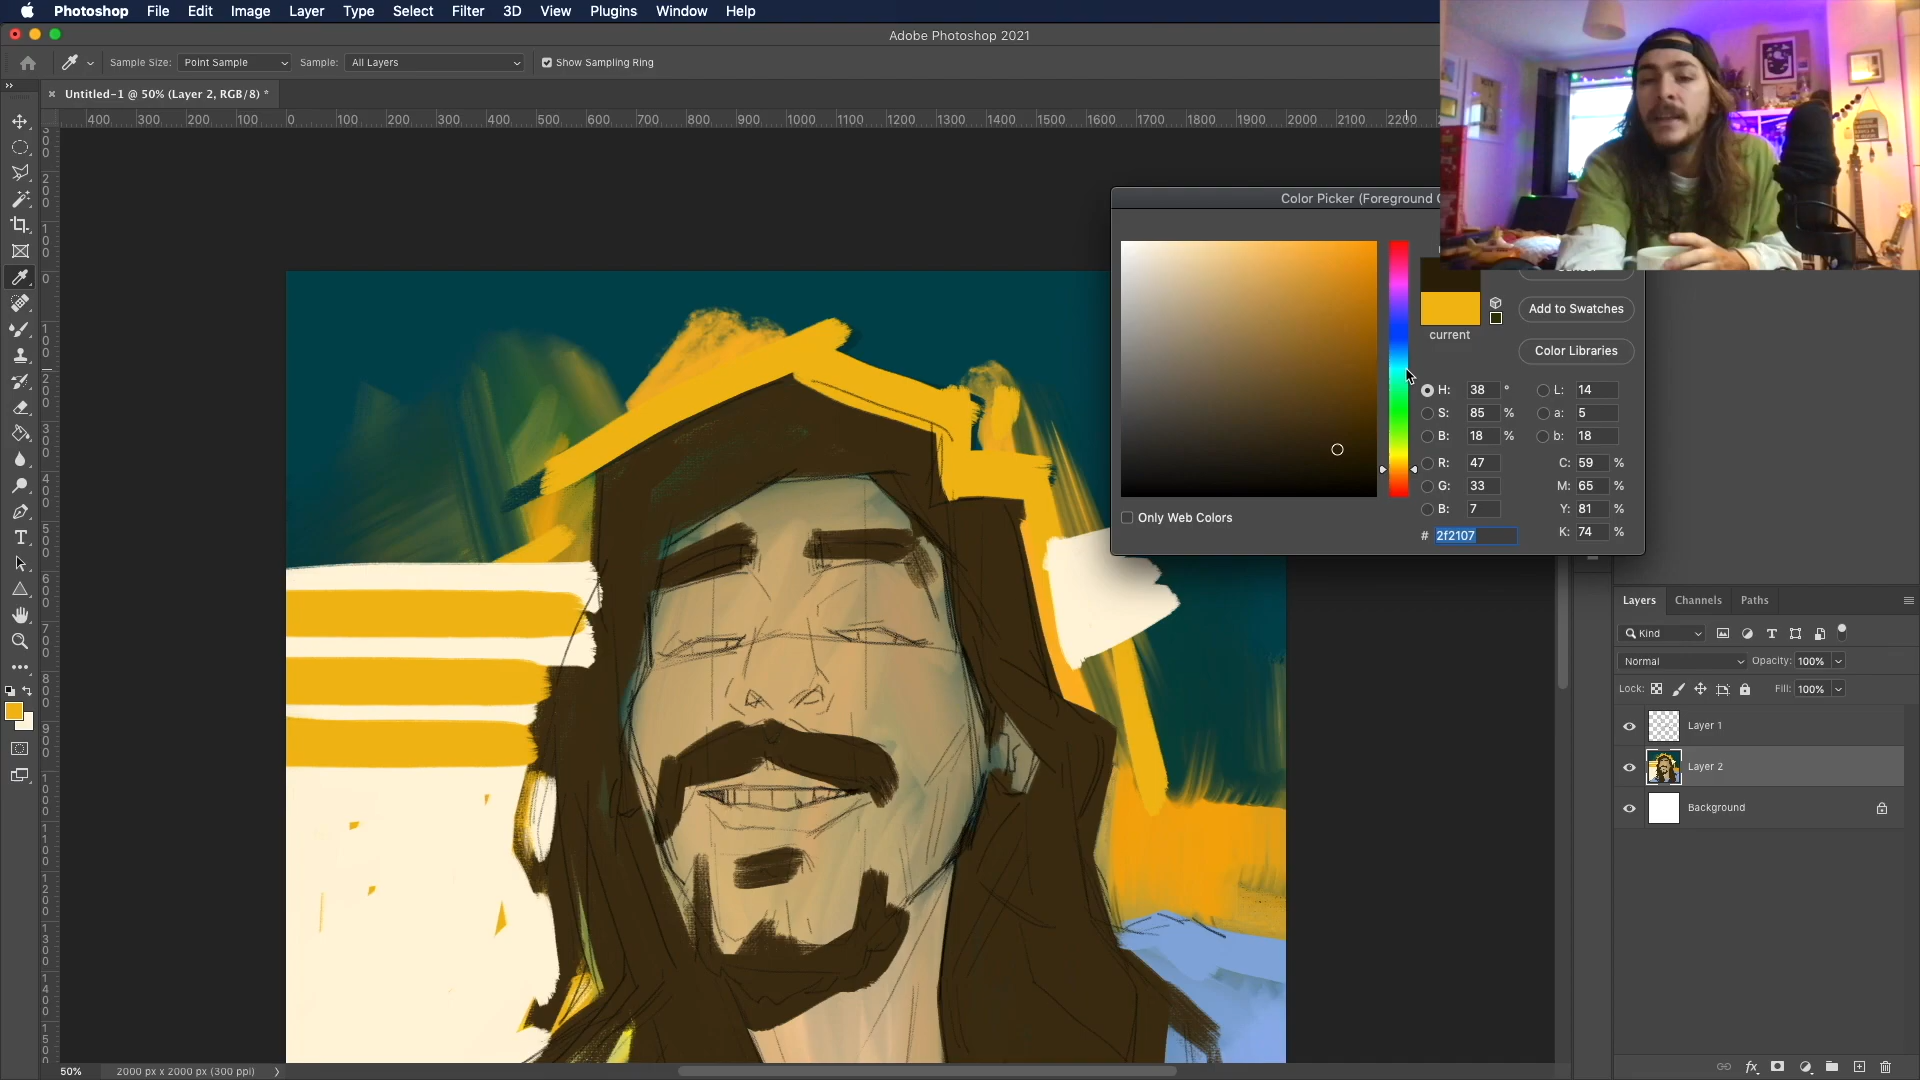 Photoshop File Edit Image Layer Type Select Filter 3D View Plugins Window Help
Adobe Photoshop 2021
Sample Size: Point Sample Sample: All Layers Show Sampling Ring
Untitled-1 @ 50% (Layer 2, RGB/8) *
400 300 200 100 0 100 200 300 400 500 600 700 800 900 1000 1100 1200 1300 1400 1500 1600 1700 1800 1900 2000 2100 2200
Color Picker (Foreground
Add to Swatches
current
Color Libraries
H: 38 ° L: 14
S: 85 % a: 5
B: 18 % b: 18
R: 47 C: 59 %
G: 33 M: 65 %
B: 7 Y: 81 %
# 2f2107 K: 74 %
Only Web Colors
Layers Channels Paths
Kind
Normal Opacity: 100%
Lock: Fill: 100%
Layer 1
Layer 2
Background
50% 2000 px x 2000 px (300 ppi)